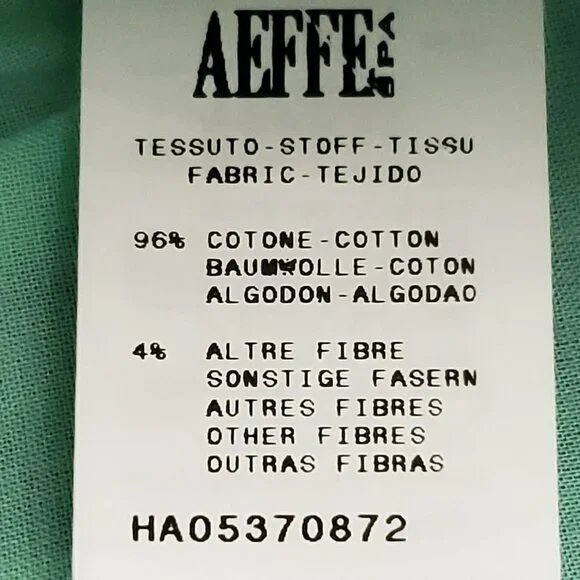 AEFFE SPA
TESSUTO-STOFF-TISSU
FABRIC-TEJIDO
96% COTONE-COTTON
BAUMWOLLE-COTON
ALGODON-ALGODAO
4% ALTRE FIBRE
SONSTIGE FASERN
AUTRES FIBRES
OTHER FIBRES
OUTRAS FIBRAS
HA05370872